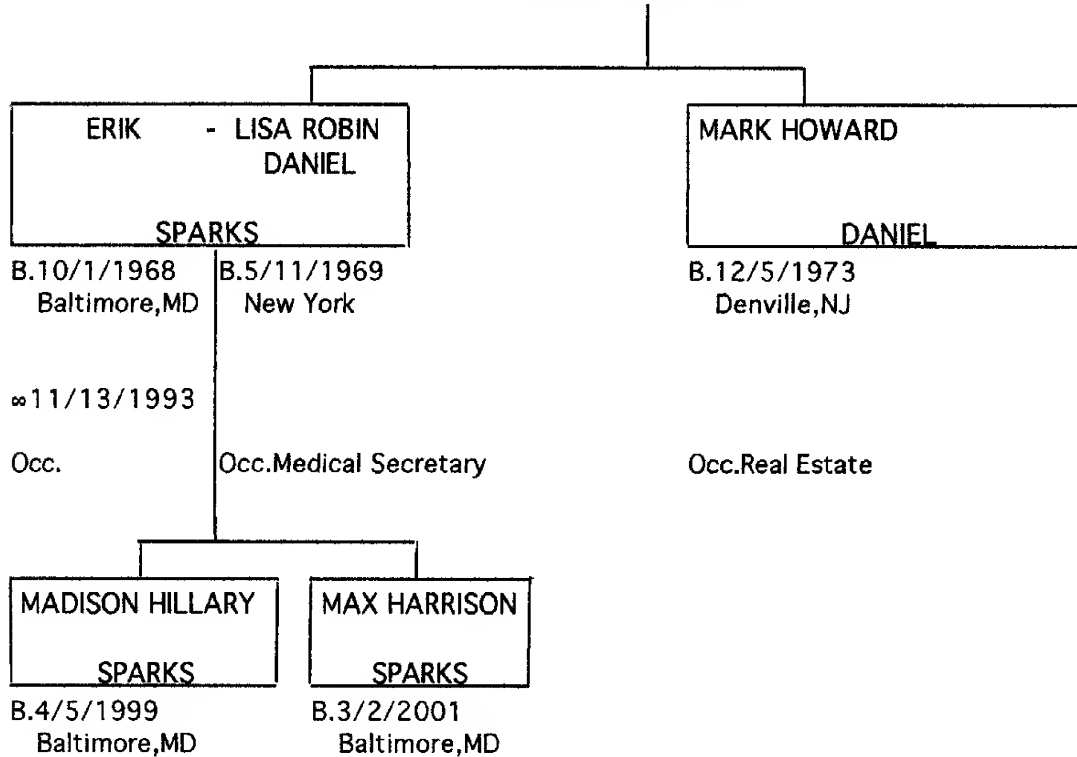 ERIK - LISA ROBIN
DANIEL
SPARKS
B.10/1/1968 B.5/11/1969
Baltimore,MD New York
∞11/13/1993
Occ. Occ.Medical Secretary
MARK HOWARD
DANIEL
B.12/5/1973
Denville,NJ
Occ.Real Estate
MADISON HILLARY
SPARKS
B.4/5/1999
Baltimore,MD
MAX HARRISON
SPARKS
B.3/2/2001
Baltimore,MD